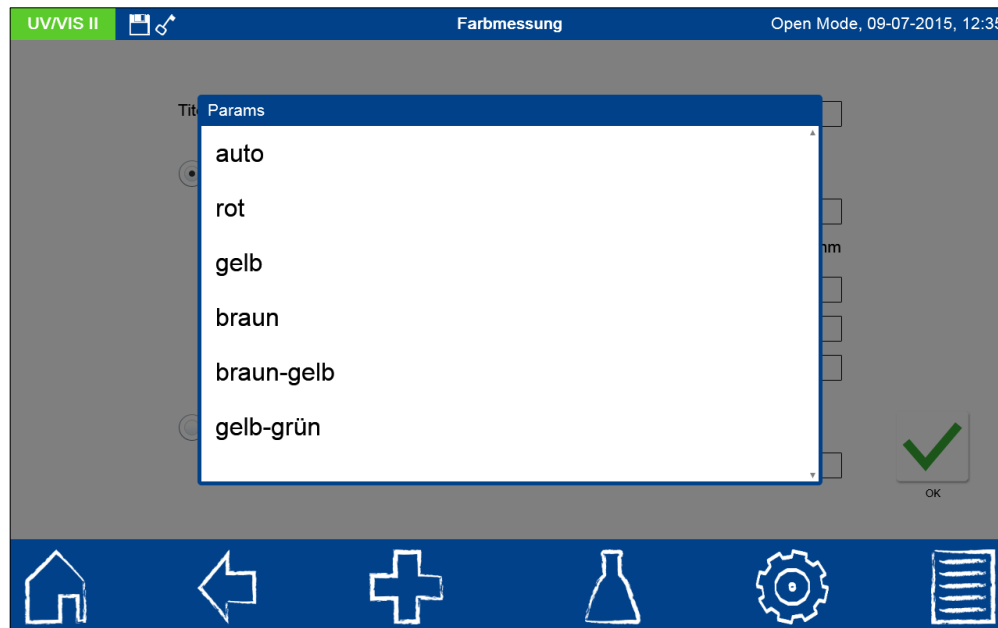 UV/VIS II Farbmessung Open Mode, 09-07-2015, 12:35
Params
auto
rot
gelb
braun
braun-gelb
gelb-grün
OK